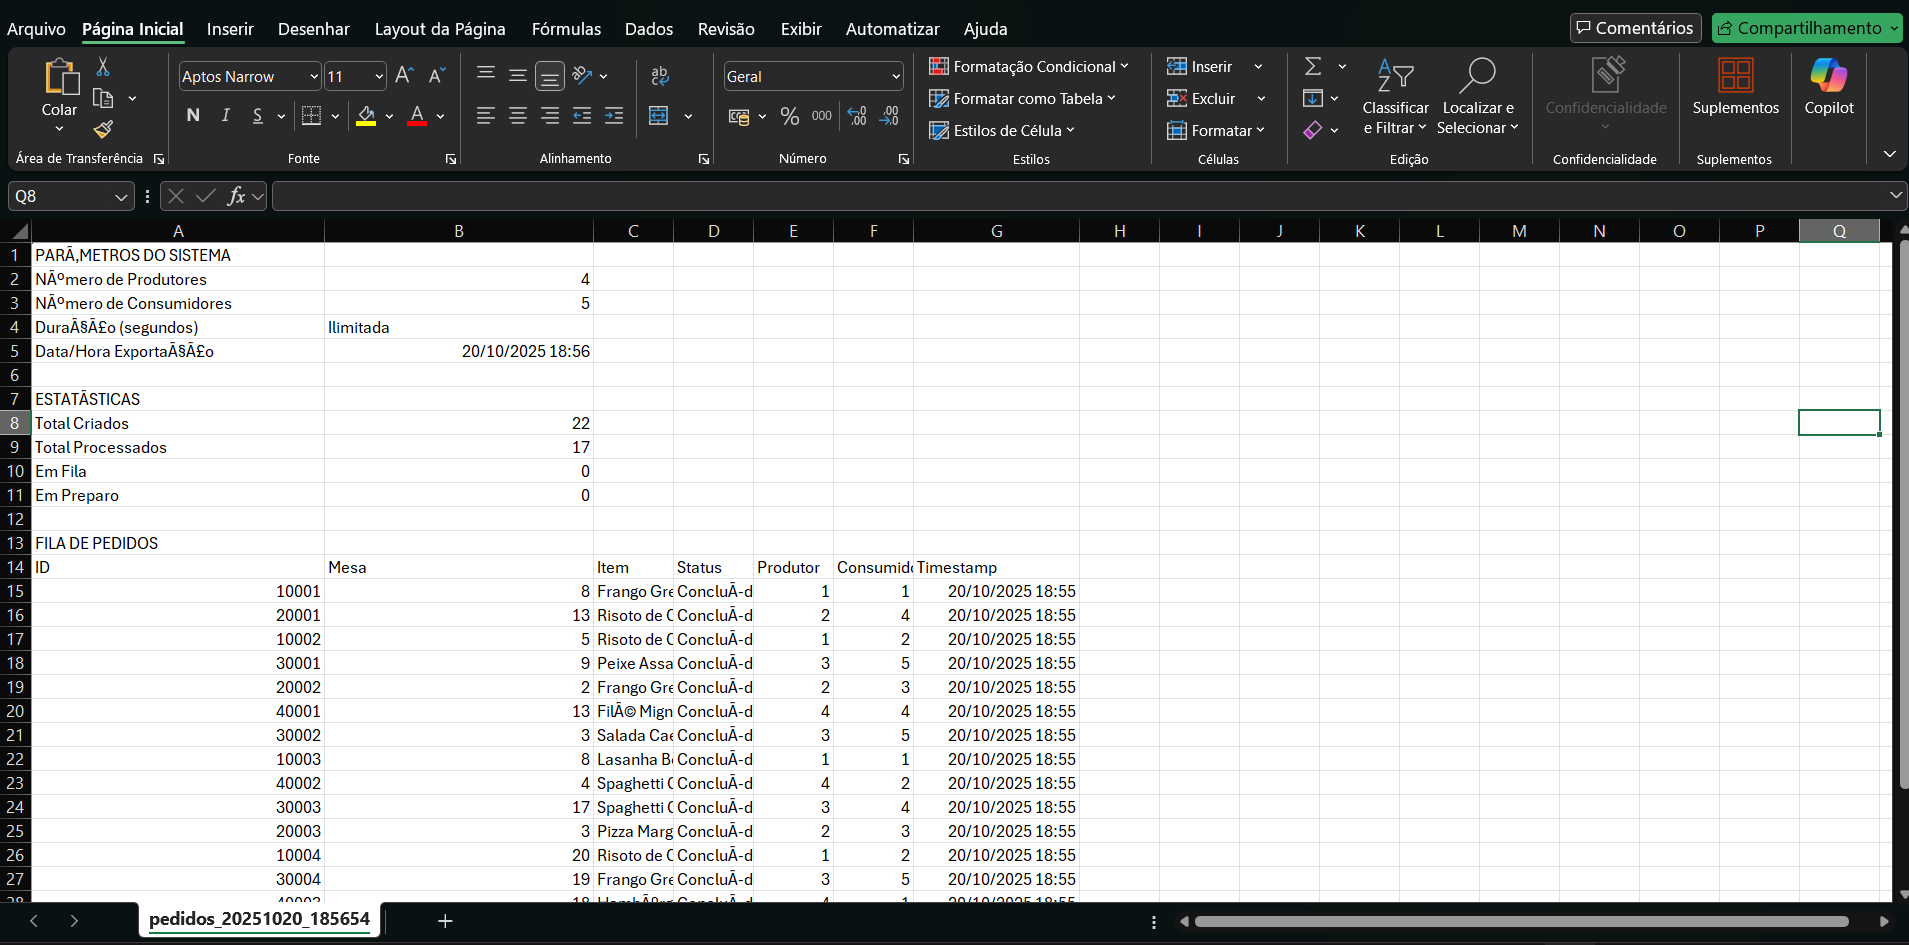 Arquivo Página Inicial Inserir Desenhar Layout da Página Fórmulas Dados Revisão Exibir Automatizar Ajuda Comentários Compartilhamento
Colar
Área de Transferência
Aptos Narrow 11
N I S
Fonte
Alinhamento
Geral
% 000
Número
Formatação Condicional
Formatar como Tabela
Estilos de Célula
Estilos
Inserir
Excluir
Formatar
Células
Classificar e Filtrar
Localizar e Selecionar
Edição
Confidencialidade
Confidencialidade
Suplementos
Suplementos
Copilot
Q8 fx
A B C D E F G H I J K L M N O P Q
1 PARÃ‚METROS DO SISTEMA
2 NÃºmero de Produtores 4
3 NÃºmero de Consumidores 5
4 DuraÃ§Ã£o (segundos) Ilimitada
5 Data/Hora ExportaÃ§Ã£o 20/10/2025 18:56
6
7 ESTATÃSTICAS
8 Total Criados 22
9 Total Processados 17
10 Em Fila 0
11 Em Preparo 0
12
13 FILA DE PEDIDOS
14 ID Mesa Item Status Produtor Consumido Timestamp
15 10001 8 Frango Gre ConcluÃ-d 1 1 20/10/2025 18:55
16 20001 13 Risoto de C ConcluÃ-d 2 4 20/10/2025 18:55
17 10002 5 Risoto de C ConcluÃ-d 1 2 20/10/2025 18:55
18 30001 9 Peixe Assa ConcluÃ-d 3 5 20/10/2025 18:55
19 20002 2 Frango Gre ConcluÃ-d 2 3 20/10/2025 18:55
20 40001 13 FilÃ© Mign ConcluÃ-d 4 4 20/10/2025 18:55
21 30002 3 Salada Cae ConcluÃ-d 3 5 20/10/2025 18:55
22 10003 8 Lasanha Bo ConcluÃ-d 1 1 20/10/2025 18:55
23 40002 4 Spaghetti C ConcluÃ-d 4 2 20/10/2025 18:55
24 30003 17 Spaghetti C ConcluÃ-d 3 4 20/10/2025 18:55
25 20003 3 Pizza Marg ConcluÃ-d 2 3 20/10/2025 18:55
26 10004 20 Risoto de C ConcluÃ-d 1 2 20/10/2025 18:55
27 30004 19 Frango Gre ConcluÃ-d 3 5 20/10/2025 18:55
pedidos_20251020_185654